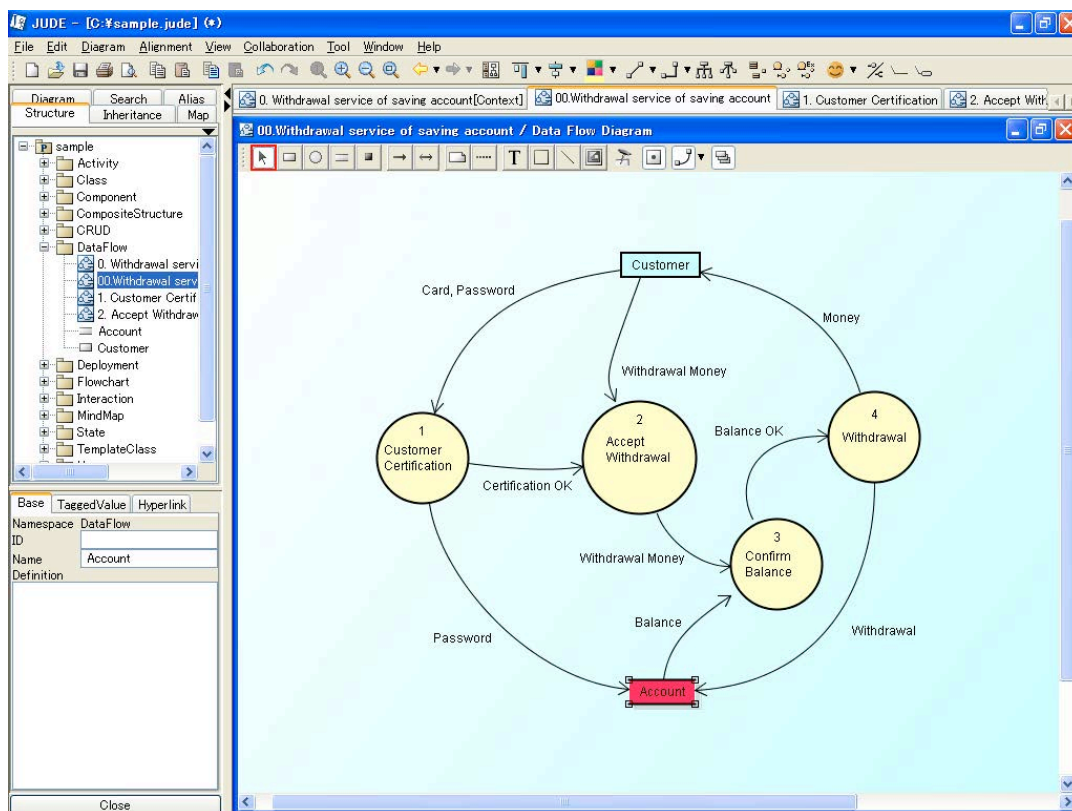 JUDE - [C:¥sample.jude] (*)
File Edit Diagram Alignment View Collaboration Tool Window Help
Diagram Search Alias
Structure Inheritance Map
0. Withdrawal service of saving account[Context]
00.Withdrawal service of saving account
1. Customer Certification
2. Accept With
00.Withdrawal service of saving account / Data Flow Diagram
T
sample
Activity
Class
Component
CompositeStructure
CRUD
DataFlow
0. Withdrawal servi
00.Withdrawal serv
1. Customer Certif
2. Accept Withdraw
Account
Customer
Deployment
Flowchart
Interaction
MindMap
State
TemplateClass
Base TaggedValue Hyperlink
Namespace DataFlow
ID
Name Account
Definition
Close
Customer
Card, Password
Money
Withdrawal Money
1
Customer
Certification
2
Accept
Withdrawal
Balance OK
4
Withdrawal
Certification OK
3
Confirm
Balance
Withdrawal Money
Balance
Password
Withdrawal
Account